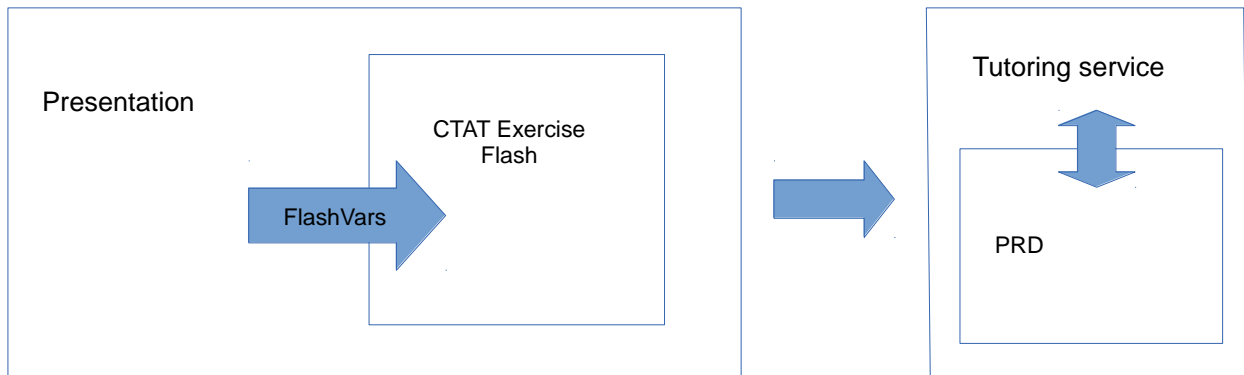 Presentation
CTAT Exercise
Flash
FlashVars
Tutoring service
PRD